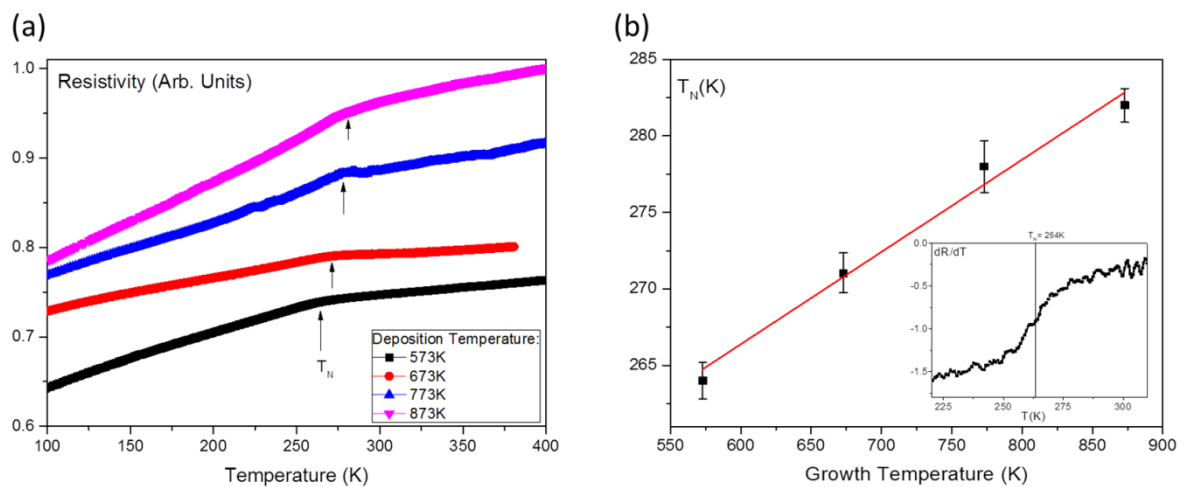 (a)
Resistivity (Arb. Units)
1.0
0.9
0.8
0.7
0.6
T_N
Deposition Temperature:
573K
673K
773K
873K
100 150 200 250 300 350 400
Temperature (K)
(b)
T_N(K)
285
280
275
270
265
T_N= 264K
dR/dT
0.0
-0.5
-1.0
-1.5
225 250 275 300
T(K)
550 600 650 700 750 800 850 900
Growth Temperature (K)